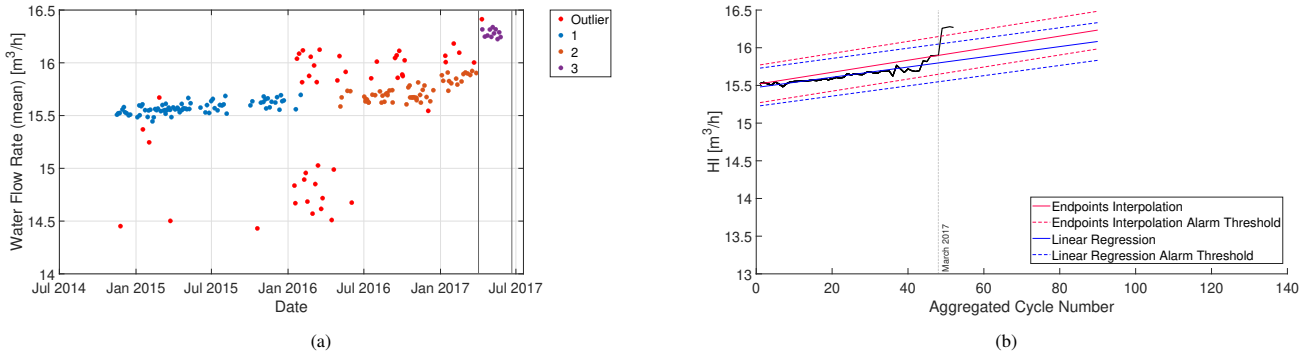 16.5
16
15.5
15
14.5
14
Water Flow Rate (mean) [m³/h]
Jul 2014
Jan 2015
Jul 2015
Jan 2016
Jul 2016
Jan 2017
Jul 2017
Date
Outlier
1
2
3
(a)
16.5
16
15.5
15
14.5
14
13.5
13
HI [m³/h]
0
20
40
60
80
100
120
140
Aggregated Cycle Number
March 2017
Endpoints Interpolation
Endpoints Interpolation Alarm Threshold
Linear Regression
Linear Regression Alarm Threshold
(b)